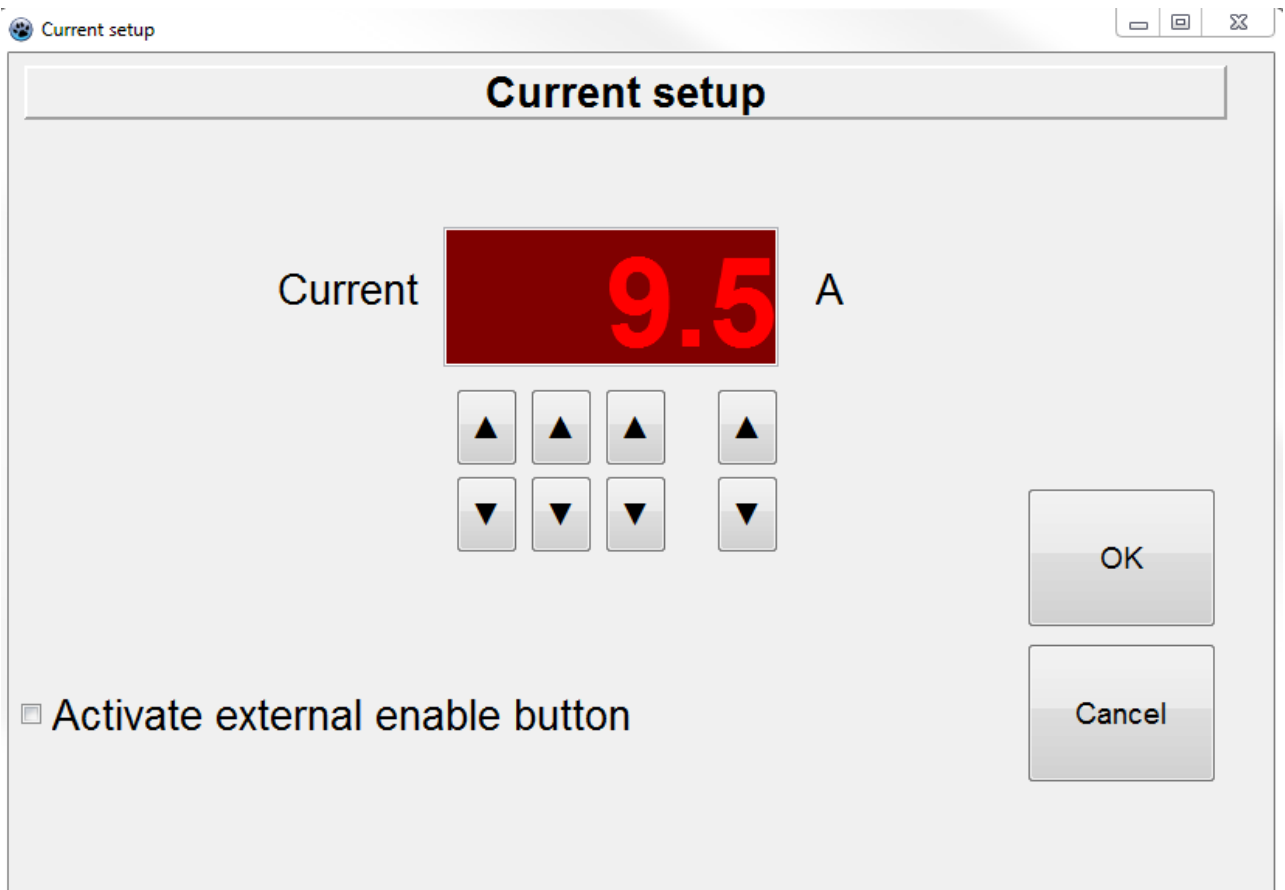 Current setup
Current setup
Current 9.5 A
▲ ▲ ▲ ▲
▼ ▼ ▼ ▼
OK
Activate external enable button
Cancel